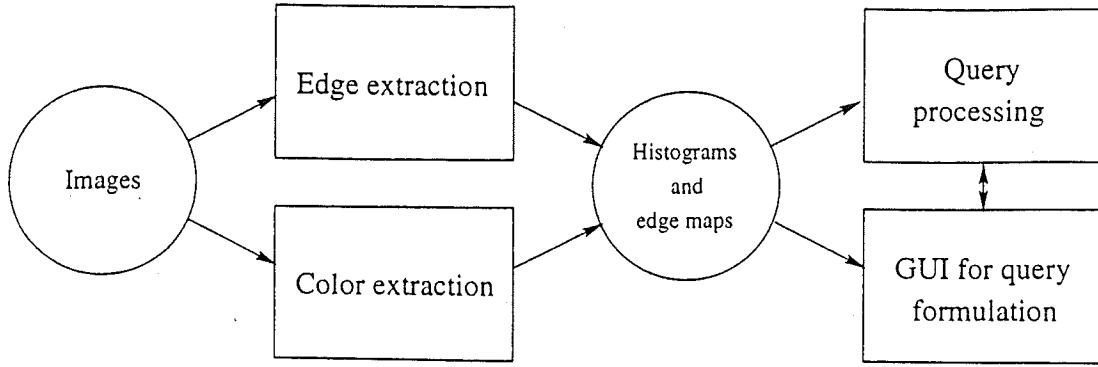 Images
Edge extraction
Color extraction
Histograms
and
edge maps
Query
processing
GUI for query
formulation